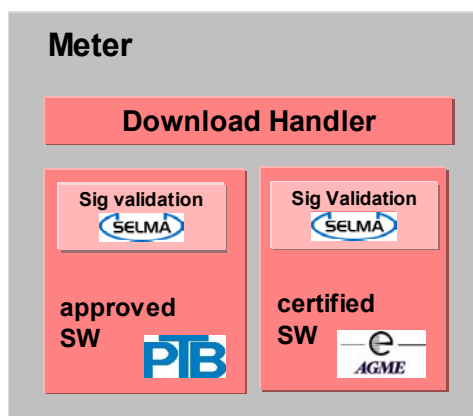 Meter
Download Handler
Sig validation
SELMA
approved
SW
PTB
Sig Validation
SELMA
certified
SW
e
AGME